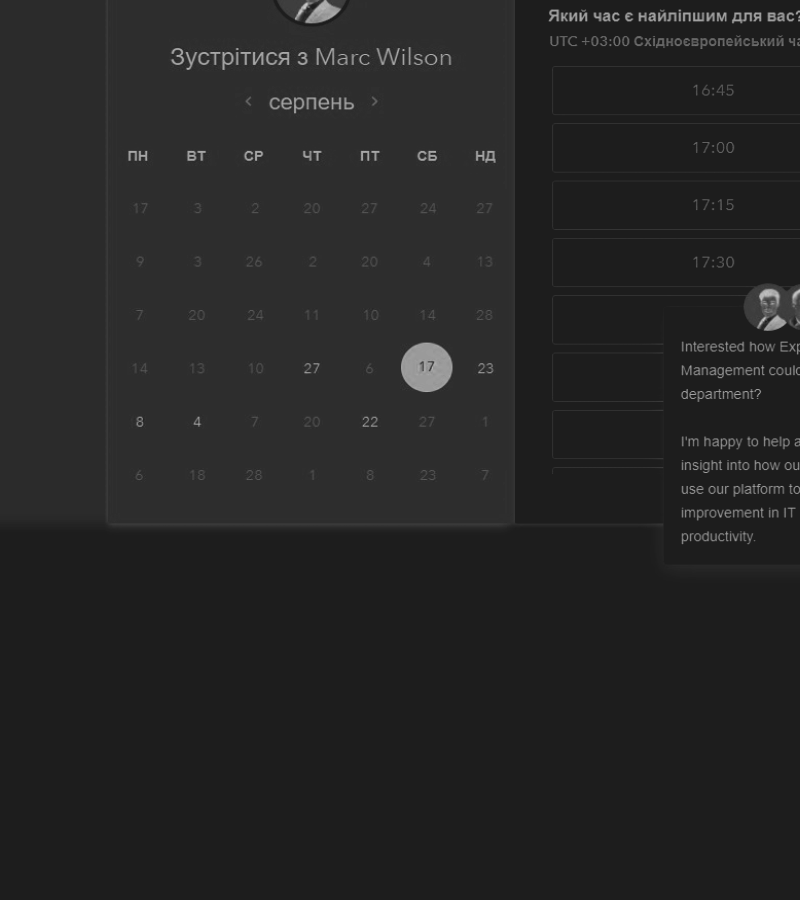 Зустрітися з Marc Wilson
серпень
ПН ВТ СР ЧТ ПТ СБ НД
17 3 2 20 27 24 27
9 3 26 2 20 4 13
7 20 24 11 10 14 28
14 13 10 27 6 17 23
8 4 7 20 22 27 1
6 18 28 1 8 23 7
Який час є найліпшим для вас?
UTC +03:00 Східноєвропейський
16:45
17:00
17:15
17:30
Interested how
Management
department?
I'm happy to help
insight into how
use our platform to
improvement in IT
productivity.